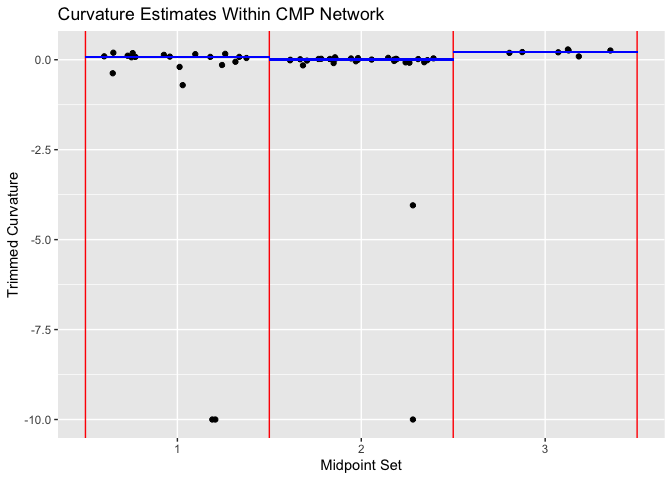 Curvature Estimates Within CMP Network
Trimmed Curvature
0.0
-2.5
-5.0
-7.5
-10.0
1
2
3
Midpoint Set